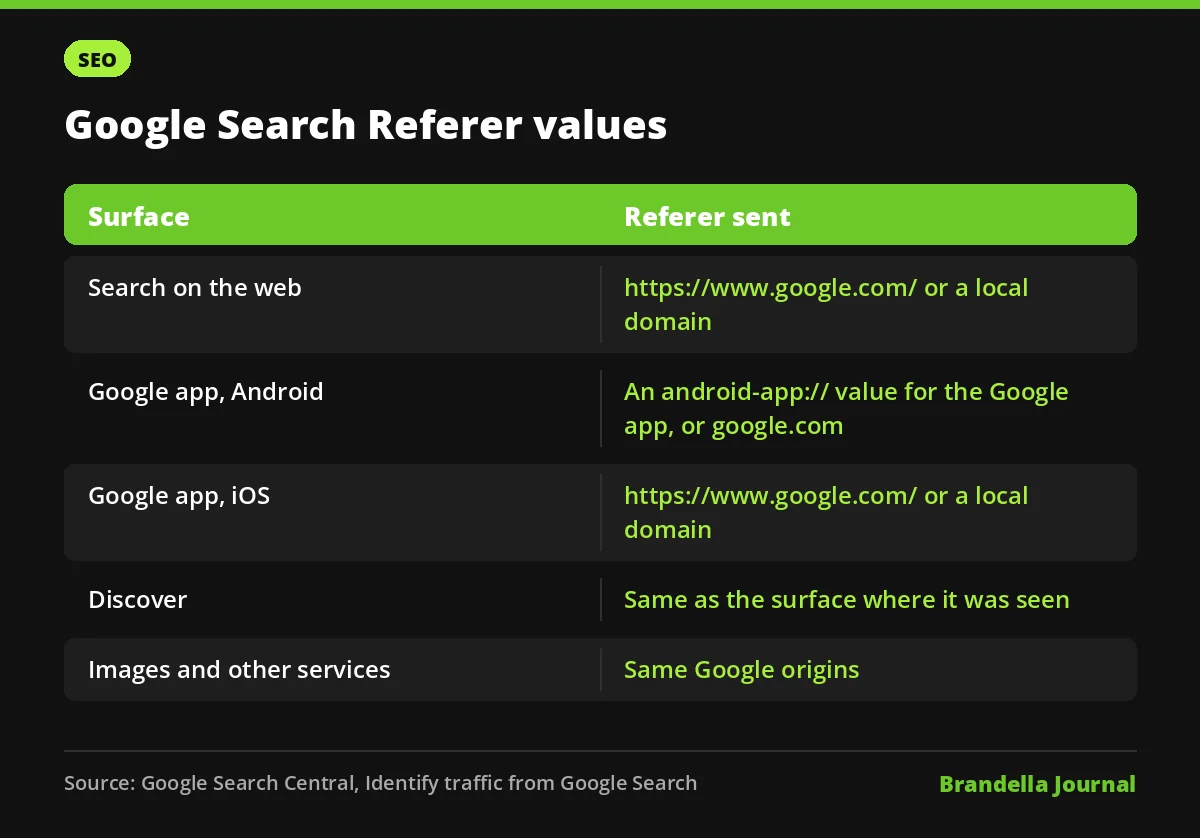 SEO
Google Search Referer values
Surface
Referer sent
Search on the web
https://www.google.com/ or a local
domain
Google app, Android
An android-app:// value for the Google
app, or google.com
Google app, iOS
https://www.google.com/ or a local
domain
Discover
Same as the surface where it was seen
Images and other services
Same Google origins
Source: Google Search Central, Identify traffic from Google Search
Brandella Journal